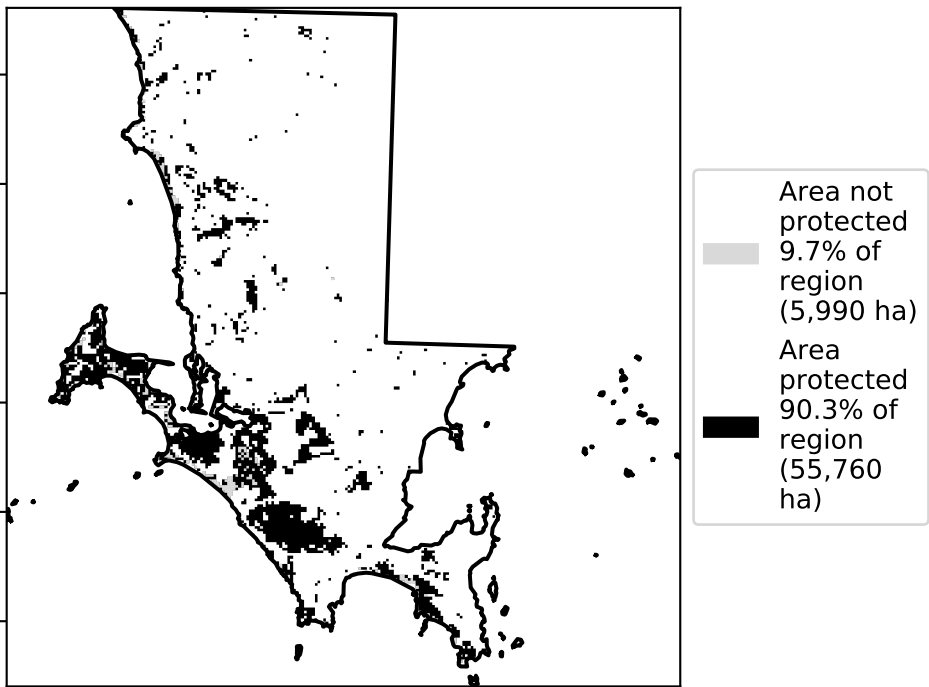 Area not
protected
9.7% of
region
(5,990 ha)
Area
protected
90.3% of
region
(55,760
ha)